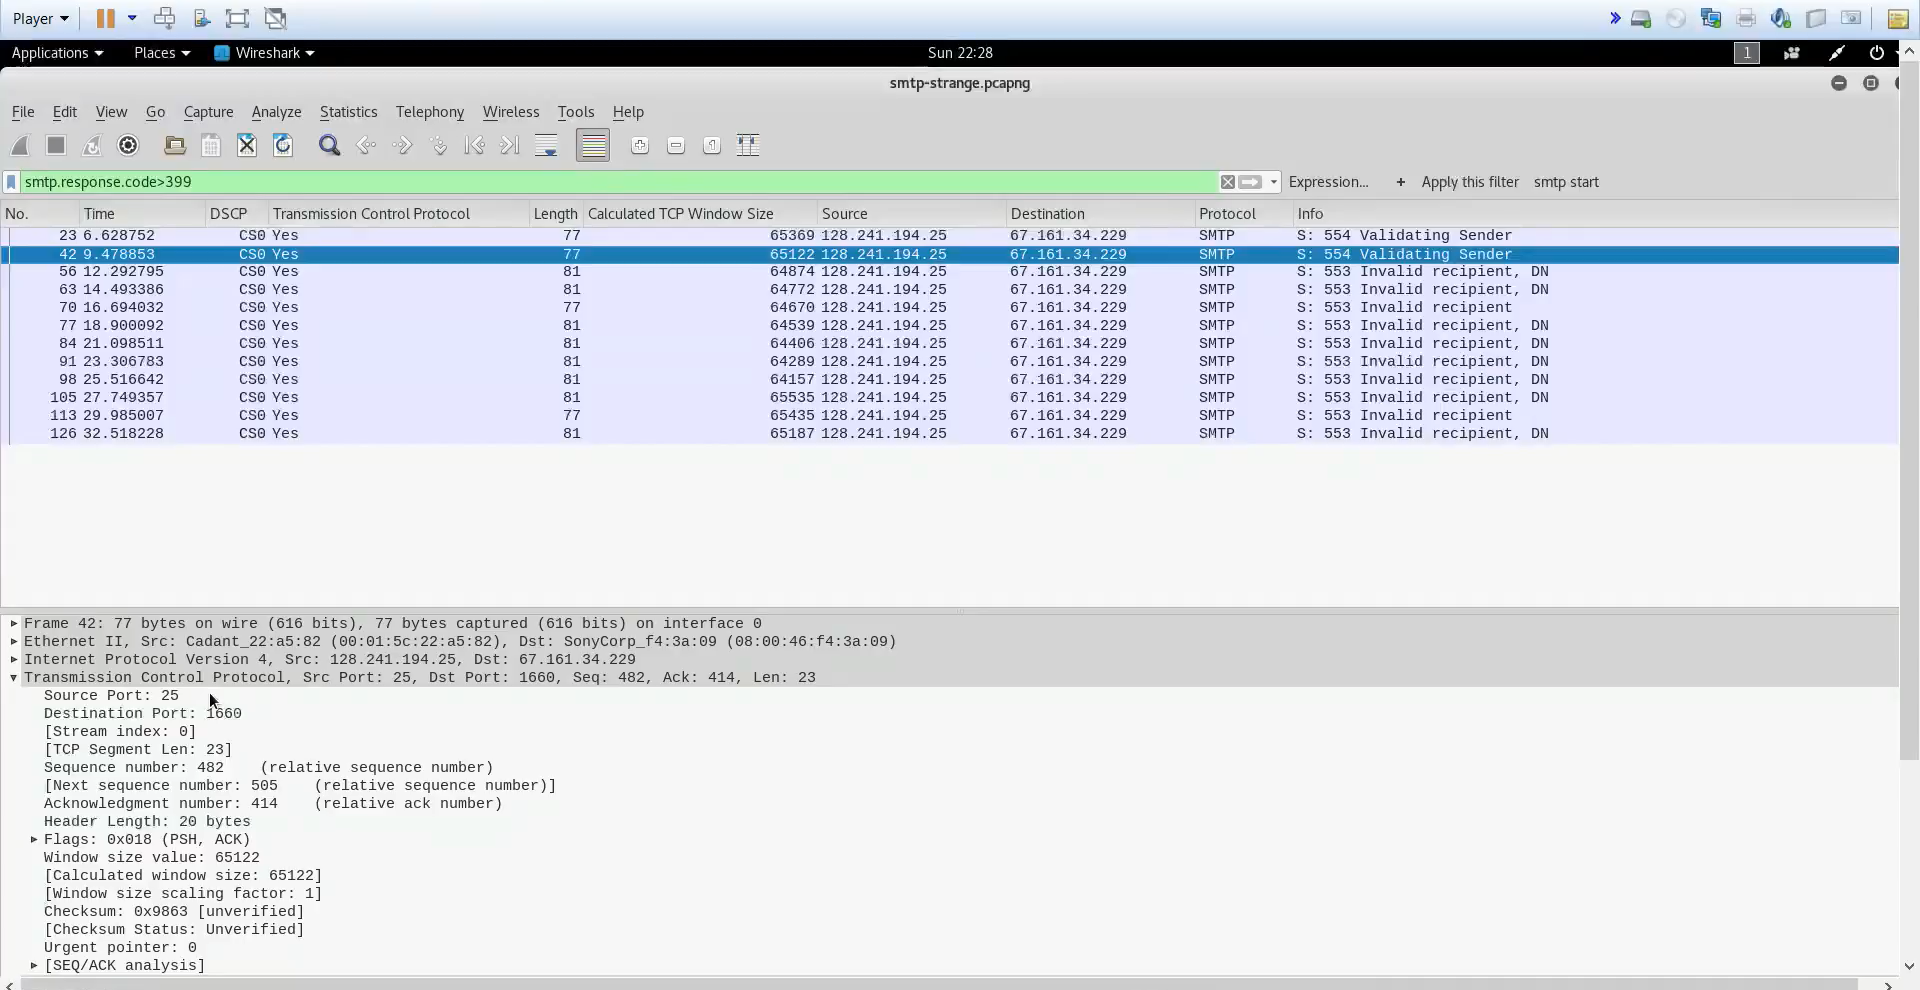 Player
Applications Places Wireshark Sun 22:28 1
smtp-strange.pcapng
File Edit View Go Capture Analyze Statistics Telephony Wireless Tools Help
smtp.response.code>399 Expression... + Apply this filter smtp start
No. Time DSCP Transmission Control Protocol Length Calculated TCP Window Size Source Destination Protocol Info
23 6.628752 CS0 Yes 77 65369 128.241.194.25 67.161.34.229 SMTP S: 554 Validating Sender
42 9.478853 CS0 Yes 77 65122 128.241.194.25 67.161.34.229 SMTP S: 554 Validating Sender
56 12.292795 CS0 Yes 81 64874 128.241.194.25 67.161.34.229 SMTP S: 553 Invalid recipient, DN
63 14.493386 CS0 Yes 81 64772 128.241.194.25 67.161.34.229 SMTP S: 553 Invalid recipient, DN
70 16.694032 CS0 Yes 77 64670 128.241.194.25 67.161.34.229 SMTP S: 553 Invalid recipient
77 18.900092 CS0 Yes 81 64539 128.241.194.25 67.161.34.229 SMTP S: 553 Invalid recipient, DN
84 21.098511 CS0 Yes 81 64406 128.241.194.25 67.161.34.229 SMTP S: 553 Invalid recipient, DN
91 23.306783 CS0 Yes 81 64289 128.241.194.25 67.161.34.229 SMTP S: 553 Invalid recipient, DN
98 25.516642 CS0 Yes 81 64157 128.241.194.25 67.161.34.229 SMTP S: 553 Invalid recipient, DN
105 27.749357 CS0 Yes 81 65535 128.241.194.25 67.161.34.229 SMTP S: 553 Invalid recipient, DN
113 29.985007 CS0 Yes 77 65435 128.241.194.25 67.161.34.229 SMTP S: 553 Invalid recipient
126 32.518228 CS0 Yes 81 65187 128.241.194.25 67.161.34.229 SMTP S: 553 Invalid recipient, DN
Frame 42: 77 bytes on wire (616 bits), 77 bytes captured (616 bits) on interface 0
Ethernet II, Src: Cadant_22:a5:82 (00:01:5c:22:a5:82), Dst: SonyCorp_f4:3a:09 (08:00:46:f4:3a:09)
Internet Protocol Version 4, Src: 128.241.194.25, Dst: 67.161.34.229
Transmission Control Protocol, Src Port: 25, Dst Port: 1660, Seq: 482, Ack: 414, Len: 23
Source Port: 25
Destination Port: 1660
[Stream index: 0]
[TCP Segment Len: 23]
Sequence number: 482 (relative sequence number)
[Next sequence number: 505 (relative sequence number)]
Acknowledgment number: 414 (relative ack number)
Header Length: 20 bytes
Flags: 0x018 (PSH, ACK)
Window size value: 65122
[Calculated window size: 65122]
[Window size scaling factor: 1]
Checksum: 0x9863 [unverified]
[Checksum Status: Unverified]
Urgent pointer: 0
[SEQ/ACK analysis]